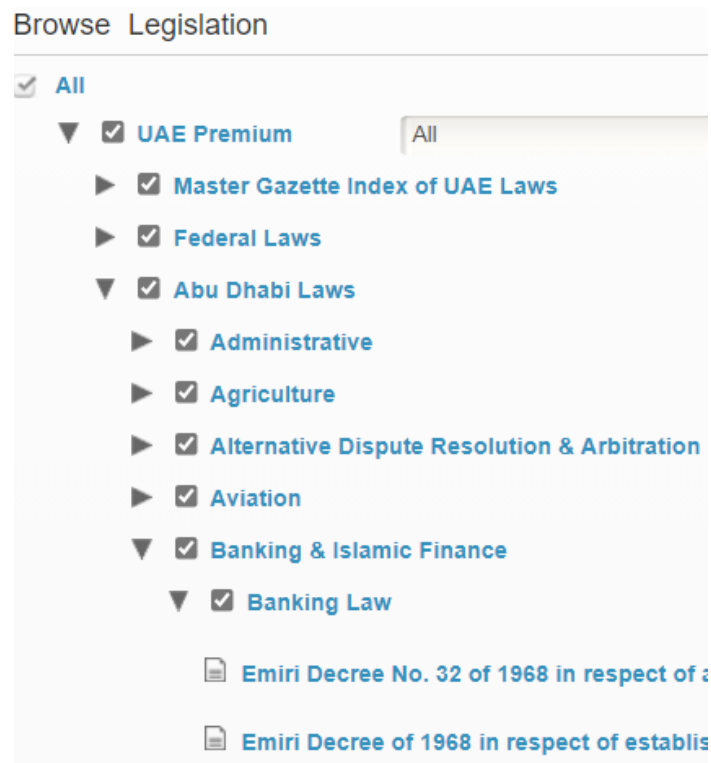 Browse Legislation
All
UAE Premium All
Master Gazette Index of UAE Laws
Federal Laws
Abu Dhabi Laws
Administrative
Agriculture
Alternative Dispute Resolution & Arbitration
Aviation
Banking & Islamic Finance
Banking Law
Emiri Decree No. 32 of 1968 in respect of
Emiri Decree of 1968 in respect of